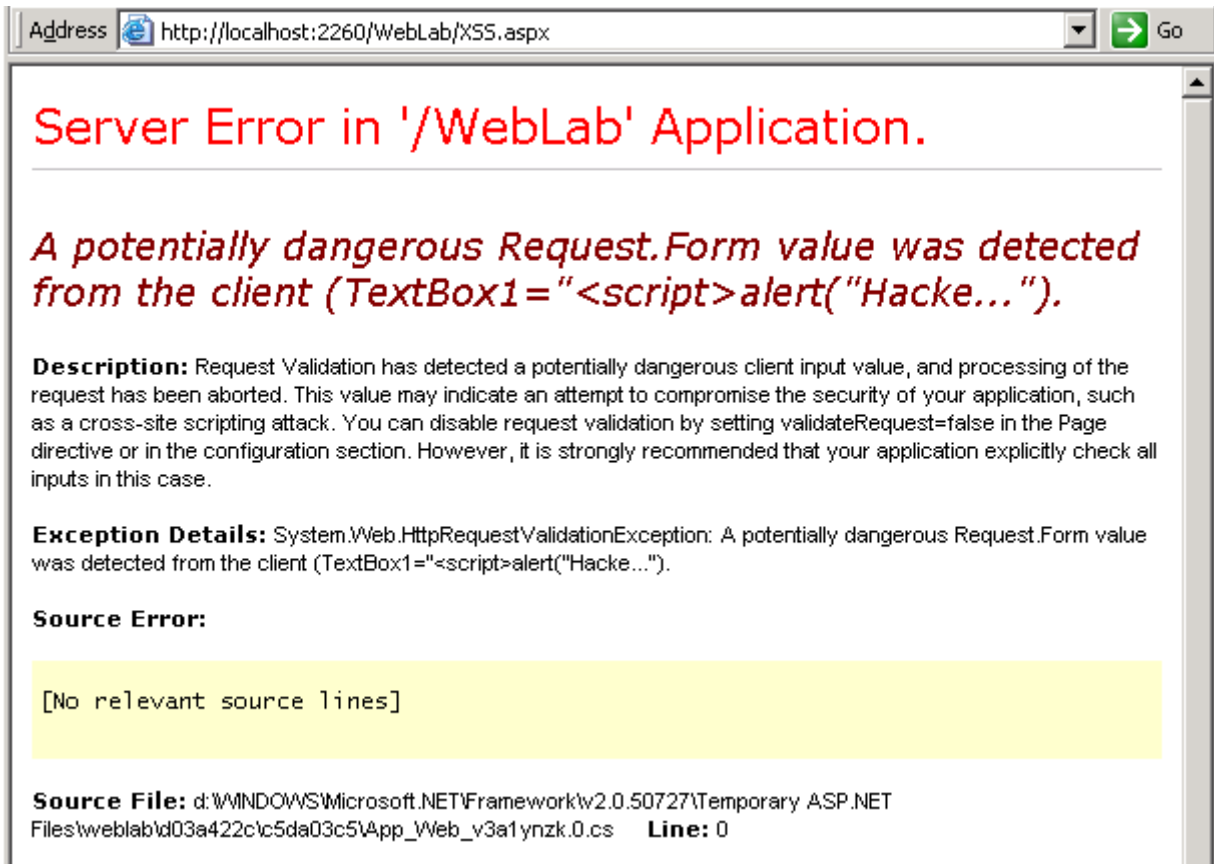 Address http://localhost:2260/WebLab/XSS.aspx Go
Server Error in '/WebLab' Application.
A potentially dangerous Request.Form value was detected
from the client (TextBox1="<script>alert("Hacke...").
Description: Request Validation has detected a potentially dangerous client input value, and processing of the
request has been aborted. This value may indicate an attempt to compromise the security of your application, such
as a cross-site scripting attack. You can disable request validation by setting validateRequest=false in the Page
directive or in the configuration section. However, it is strongly recommended that your application explicitly check all
inputs in this case.
Exception Details: System.Web.HttpRequestValidationException: A potentially dangerous Request.Form value
was detected from the client (TextBox1="<script>alert("Hacke...").
Source Error:
[No relevant source lines]
Source File: d:\WINDOWS\Microsoft.NET\Framework\v2.0.50727\Temporary ASP.NET
Files\weblab\d03a422c\c5da03c5\App_Web_v3a1ynzk.0.cs Line: 0